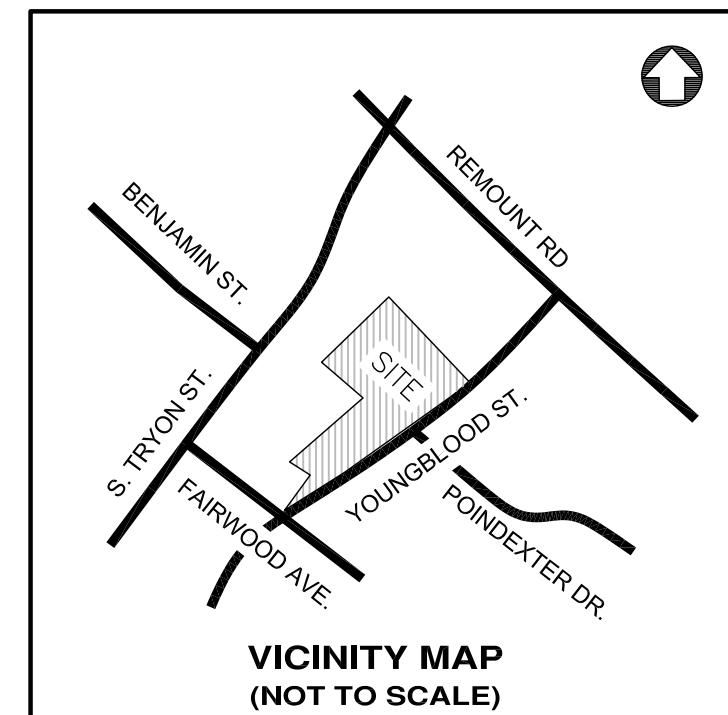 REMOUNT RD
BENJAMIN ST.
SITE
S. TRYON ST.
YOUNGBLOOD ST.
FAIRWOOD AVE.
POINDEXTER DR.
VICINITY MAP
(NOT TO SCALE)